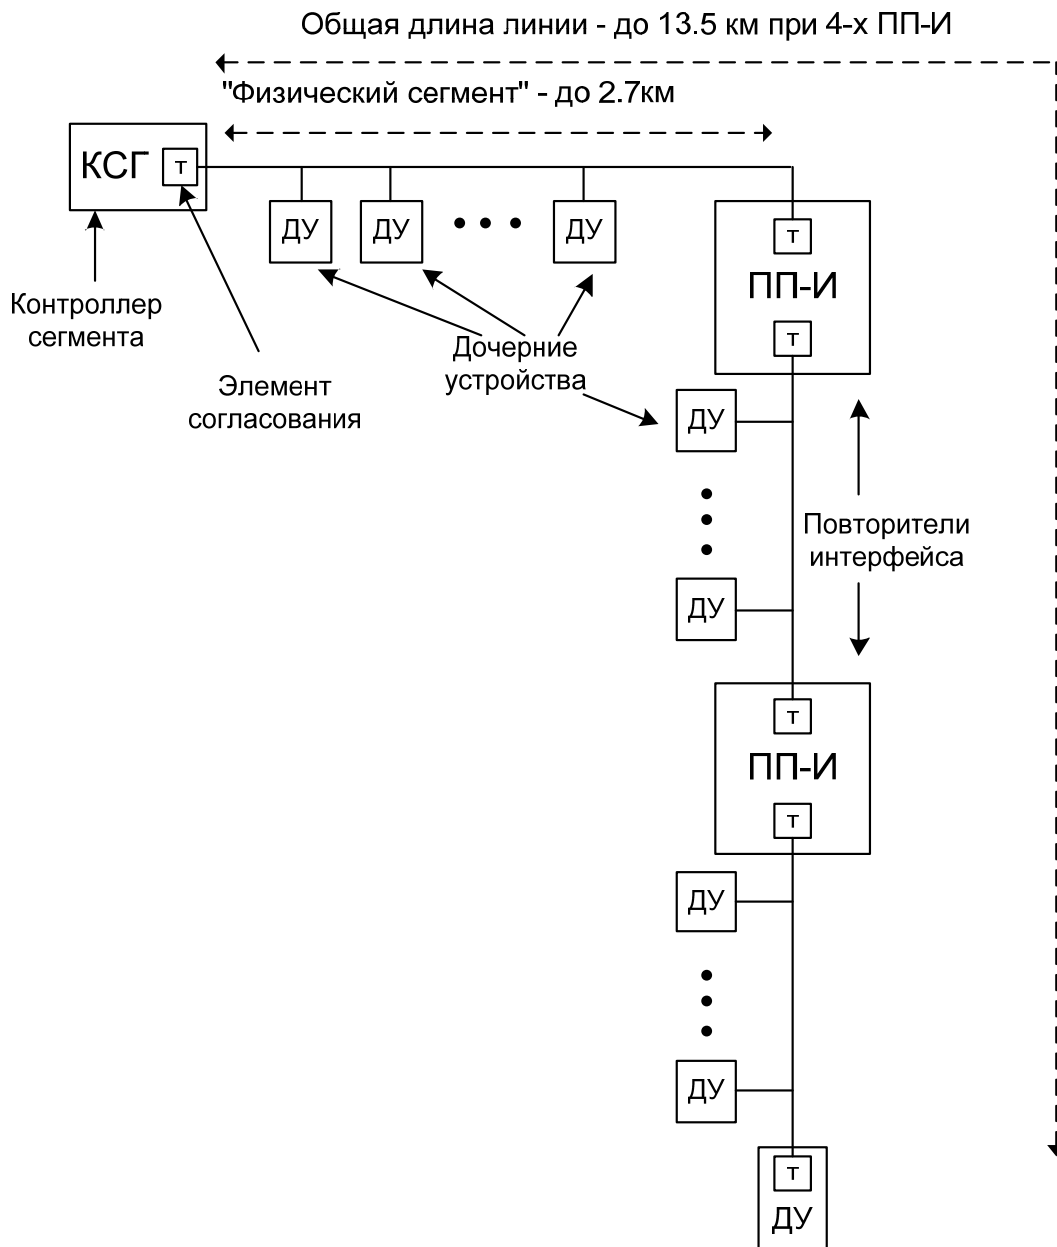 Общая длина линии - до 13.5 км при 4-х ПП-И
"Физический сегмент" - до 2.7км
КСГ т
ДУ ДУ ДУ
т
ПП-И
т
Контроллер
сегмента
Элемент
согласования
Дочерние
устройства
ДУ
Повторители
интерфейса
ДУ
т
ПП-И
т
ДУ
ДУ
т
ДУ